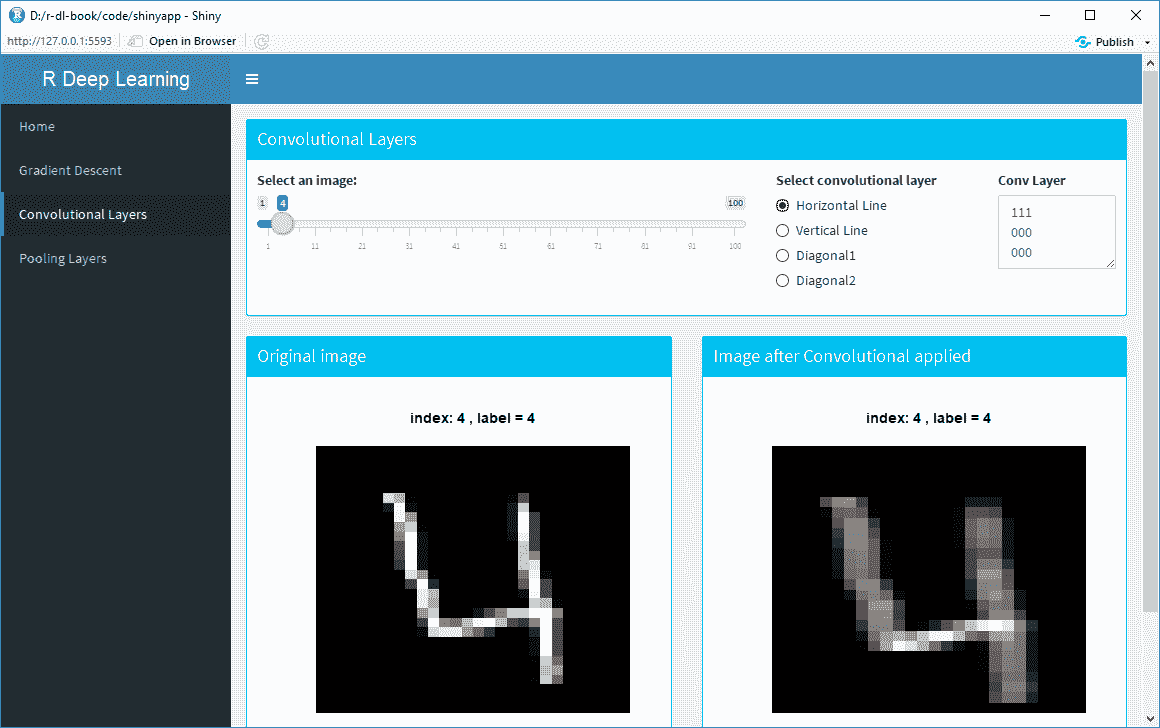 D:/r-dl-book/code/shinyapp - Shiny
http://127.0.0.1:5593 Open in Browser Publish
R Deep Learning
Home
Gradient Descent
Convolutional Layers
Pooling Layers
Convolutional Layers
Select an image:
1 4 100
1 11 21 31 41 51 61 71 81 91 100
Select convolutional layer
Horizontal Line
Vertical Line
Diagonal1
Diagonal2
Conv Layer
111
000
000
Original image
index: 4 , label = 4
Image after Convolutional applied
index: 4 , label = 4